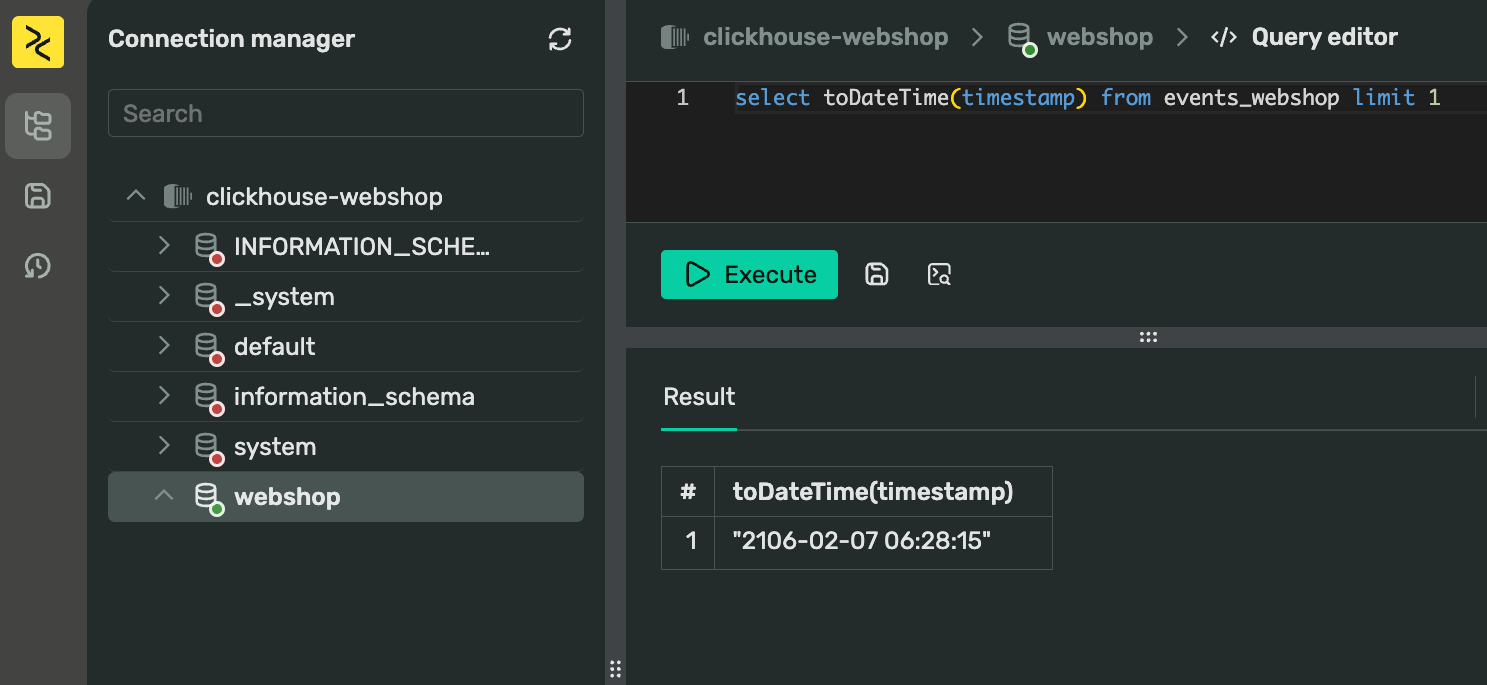 Connection manager
Search
clickhouse-webshop
INFORMATION_SCHE...
_system
default
information_schema
system
webshop
clickhouse-webshop > webshop > </> Query editor
1 select toDateTime(timestamp) from events_webshop limit 1
Execute
Result
# toDateTime(timestamp)
1 "2106-02-07 06:28:15"